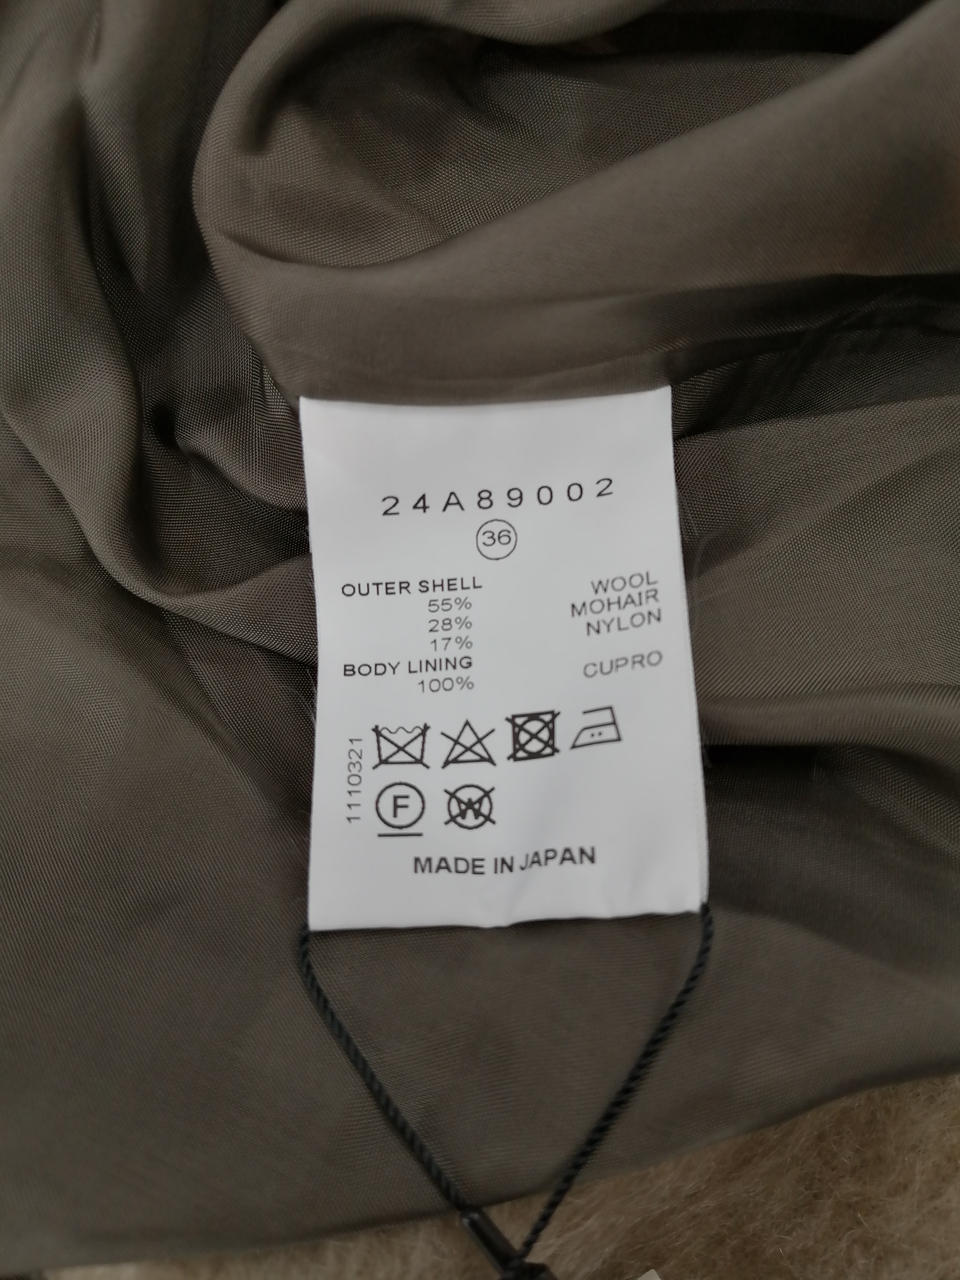 24A89002
36
OUTER SHELL
55% WOOL
28% MOHAIR
17% NYLON
BODY LINING
100% CUPRO
1110321
F
W
MADE IN JAPAN